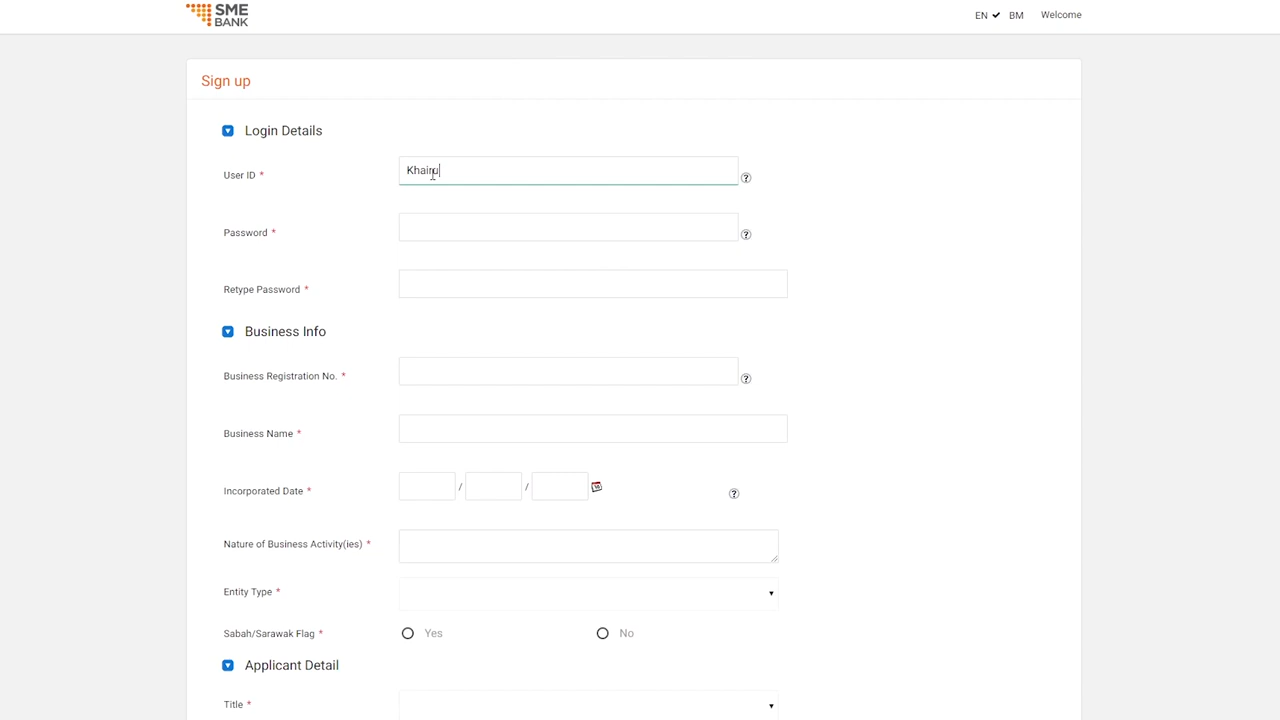 SME
BANK
EN BM Welcome
Sign up
Login Details
User ID * Khairu
Password *
Retype Password *
Business Info
Business Registration No. *
Business Name *
Incorporated Date * / /
Nature of Business Activity(ies) *
Entity Type *
Sabah/Sarawak Flag * Yes No
Applicant Detail
Title *